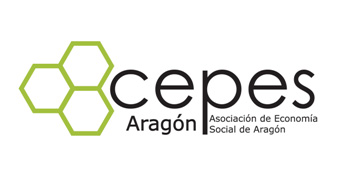 cepes
Aragón
Asociación de Economía
Social de Aragón